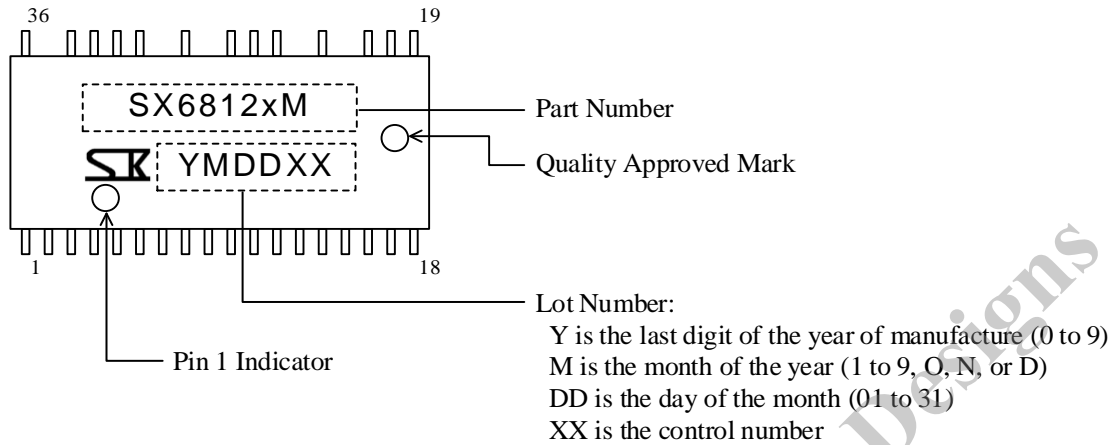 36 19
SX6812xM
Part Number
Quality Approved Mark
SK YMDDXX
1 18
Lot Number:
Y is the last digit of the year of manufacture (0 to 9)
Pin 1 Indicator
M is the month of the year (1 to 9, O, N, or D)
DD is the day of the month (01 to 31)
XX is the control number
Designs